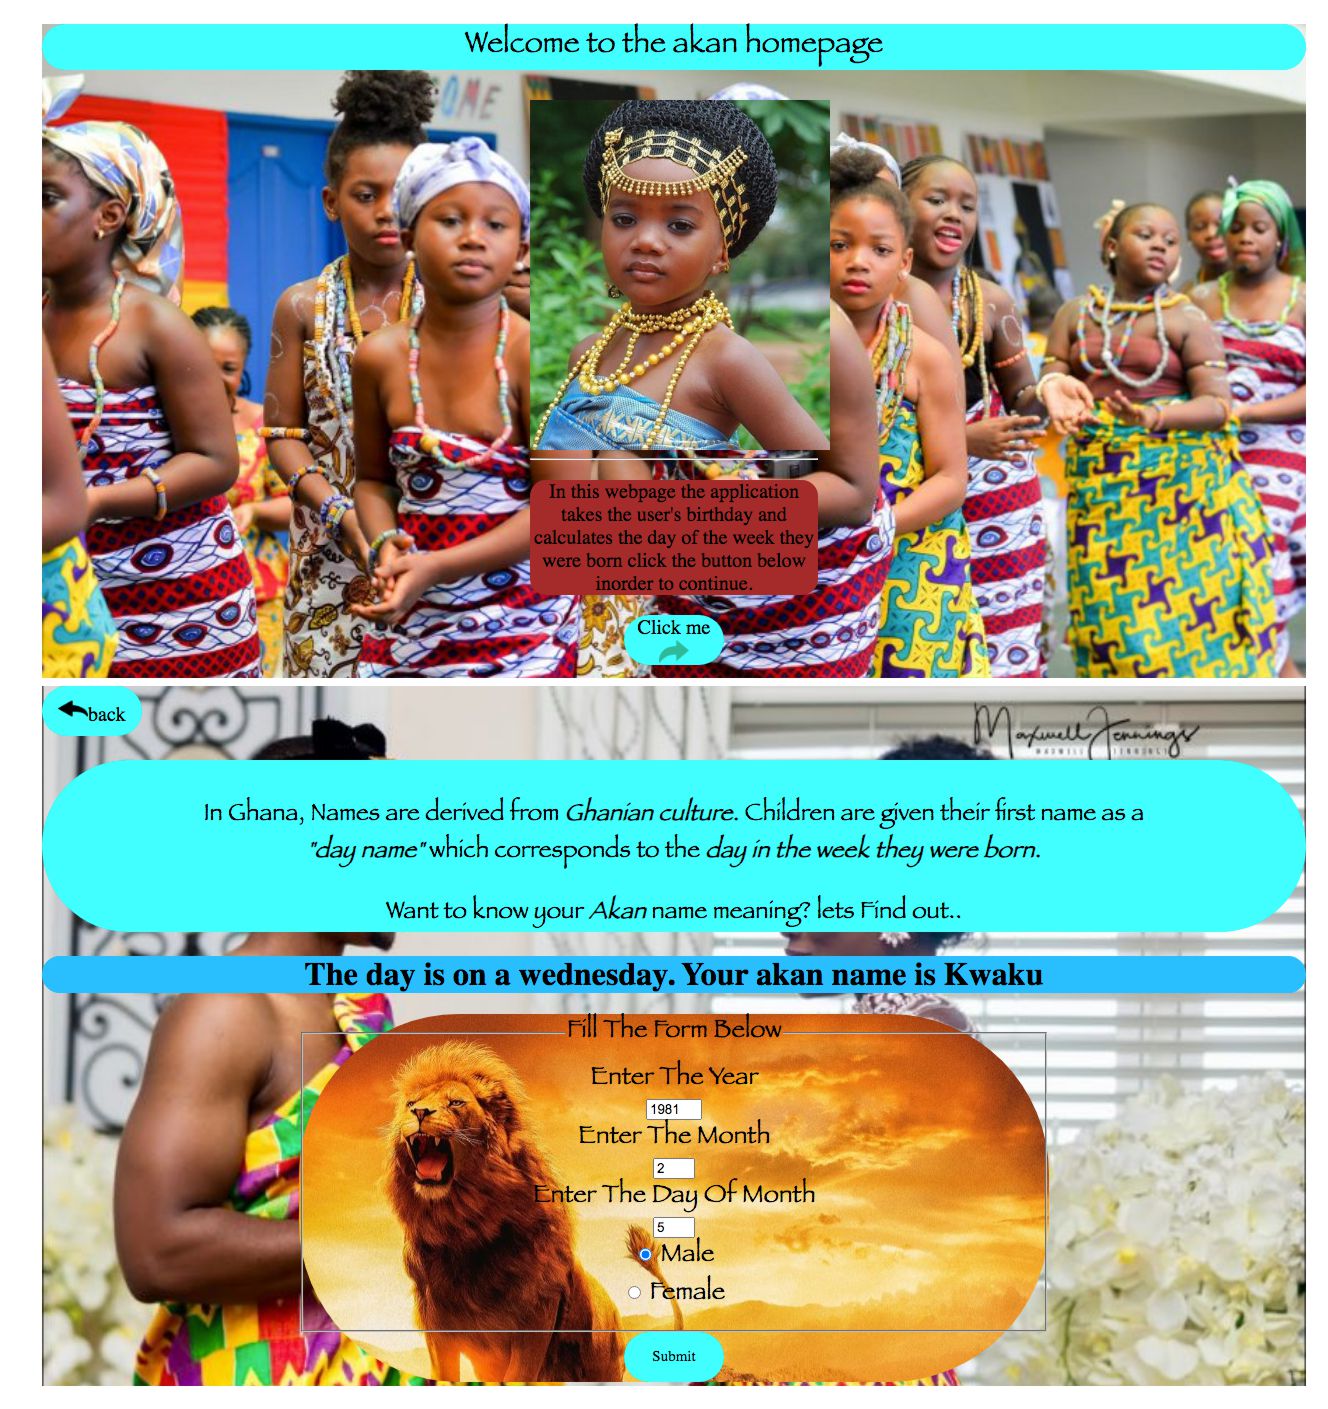 Welcome to the akan homepage
OME
In this webpage the application
takes the user's birthday and
calculates the day of the week they
were born click the button below
inorder to continue.
Click me
back
Maxwell Jennings
MAXWELL JENNINGS
In Ghana, Names are derived from Ghanian culture. Children are given their first name as a
"day name" which corresponds to the day in the week they were born.
Want to know your Akan name meaning? lets Find out..
The day is on a wednesday. Your akan name is Kwaku
Fill The Form Below
Enter The Year
1981
Enter The Month
2
Enter The Day Of Month
5
Male
Female
Submit